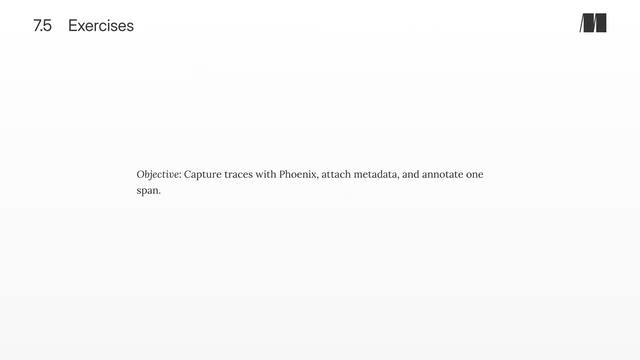 7.5 Exercises
Objective: Capture traces with Phoenix, attach metadata, and annotate one
span.